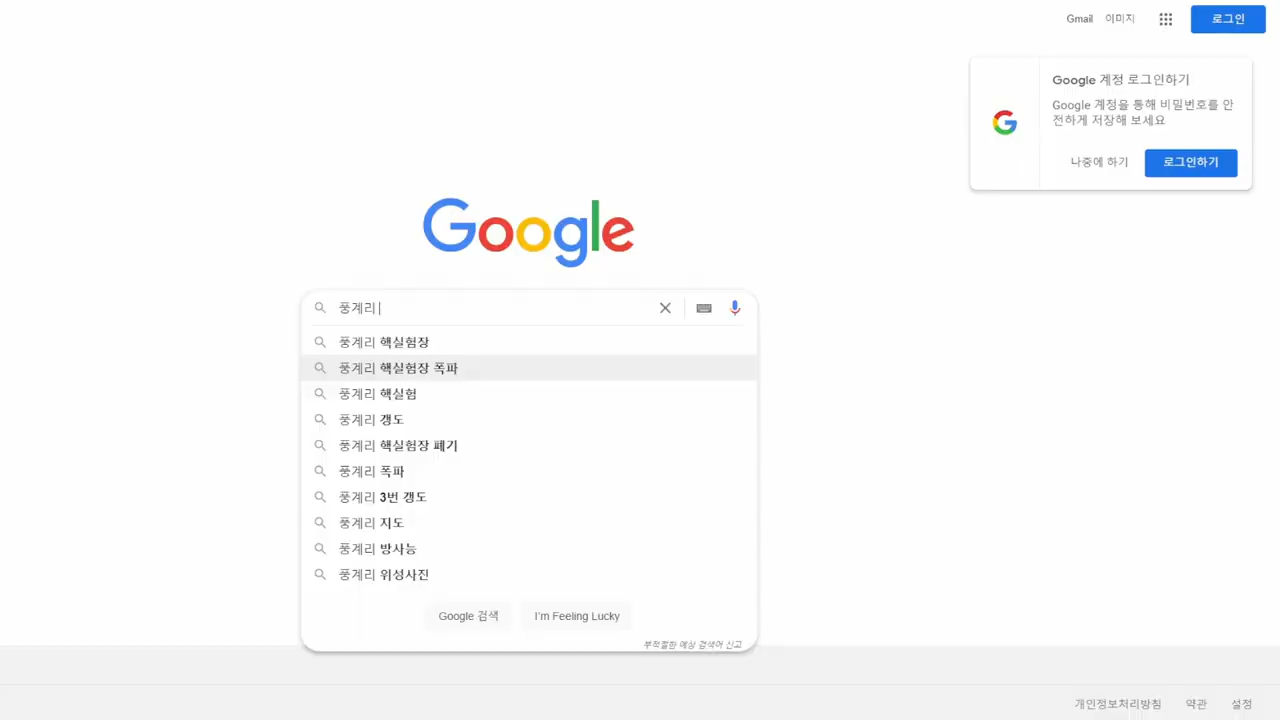 Gmail 이미지 로그인
Google 계정 로그인하기
Google 계정을 통해 비밀번호를 안
전하게 저장해 보세요
나중에 하기 로그인하기
Google
풍계리
풍계리 핵실험장
풍계리 핵실험장 폭파
풍계리 핵실험
풍계리 갱도
풍계리 핵실험장 폐기
풍계리 폭파
풍계리 3번 갱도
풍계리 지도
풍계리 방사능
풍계리 위성사진
Google 검색 I'm Feeling Lucky
부적절한 예상 검색어 신고
개인정보처리방침 약관 설정